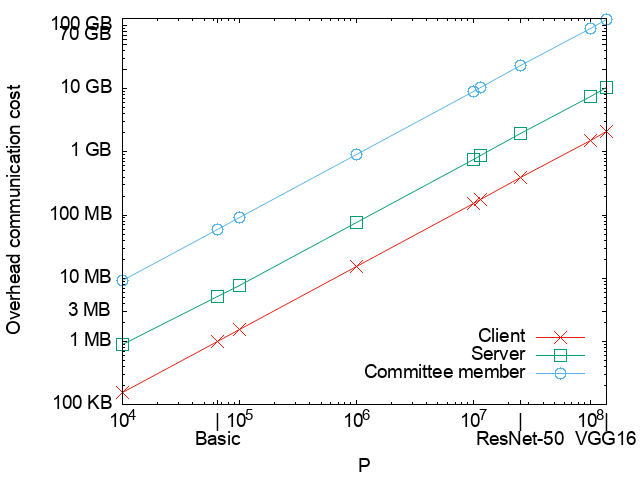 100 GB
70 GB
10 GB
1 GB
100 MB
10 MB
3 MB
1 MB
100 KB
Overhead communication cost
Client
Server
Committee member
10^4 | 10^5 10^6 10^7 | 10^8 |
Basic ResNet-50 VGG16
P